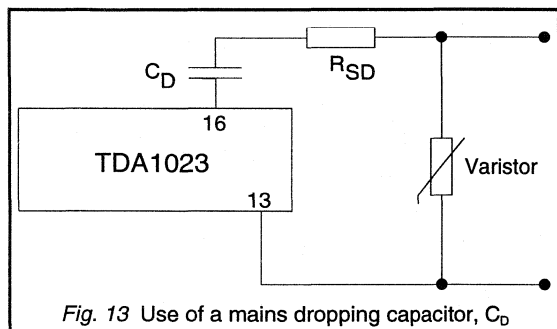 C_D
R_SD
16
TDA1023
13
Varistor
Fig. 13 Use of a mains dropping capacitor, C_D